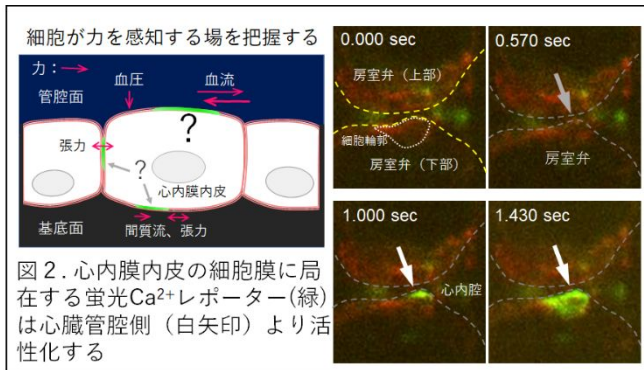 細胞が力を感知する場を把握する
力：
血圧
血流
管腔面
?
張力
?
心内膜内皮
基底面
間質流、張力
図２. 心内膜内皮の細胞膜に局
在する蛍光Ca²⁺レポーター(緑)
は心臓管腔側（白矢印）より活
性化する
0.000 sec
房室弁（上部）
細胞輪郭
房室弁（下部）
0.570 sec
房室弁
1.000 sec
心内腔
1.430 sec